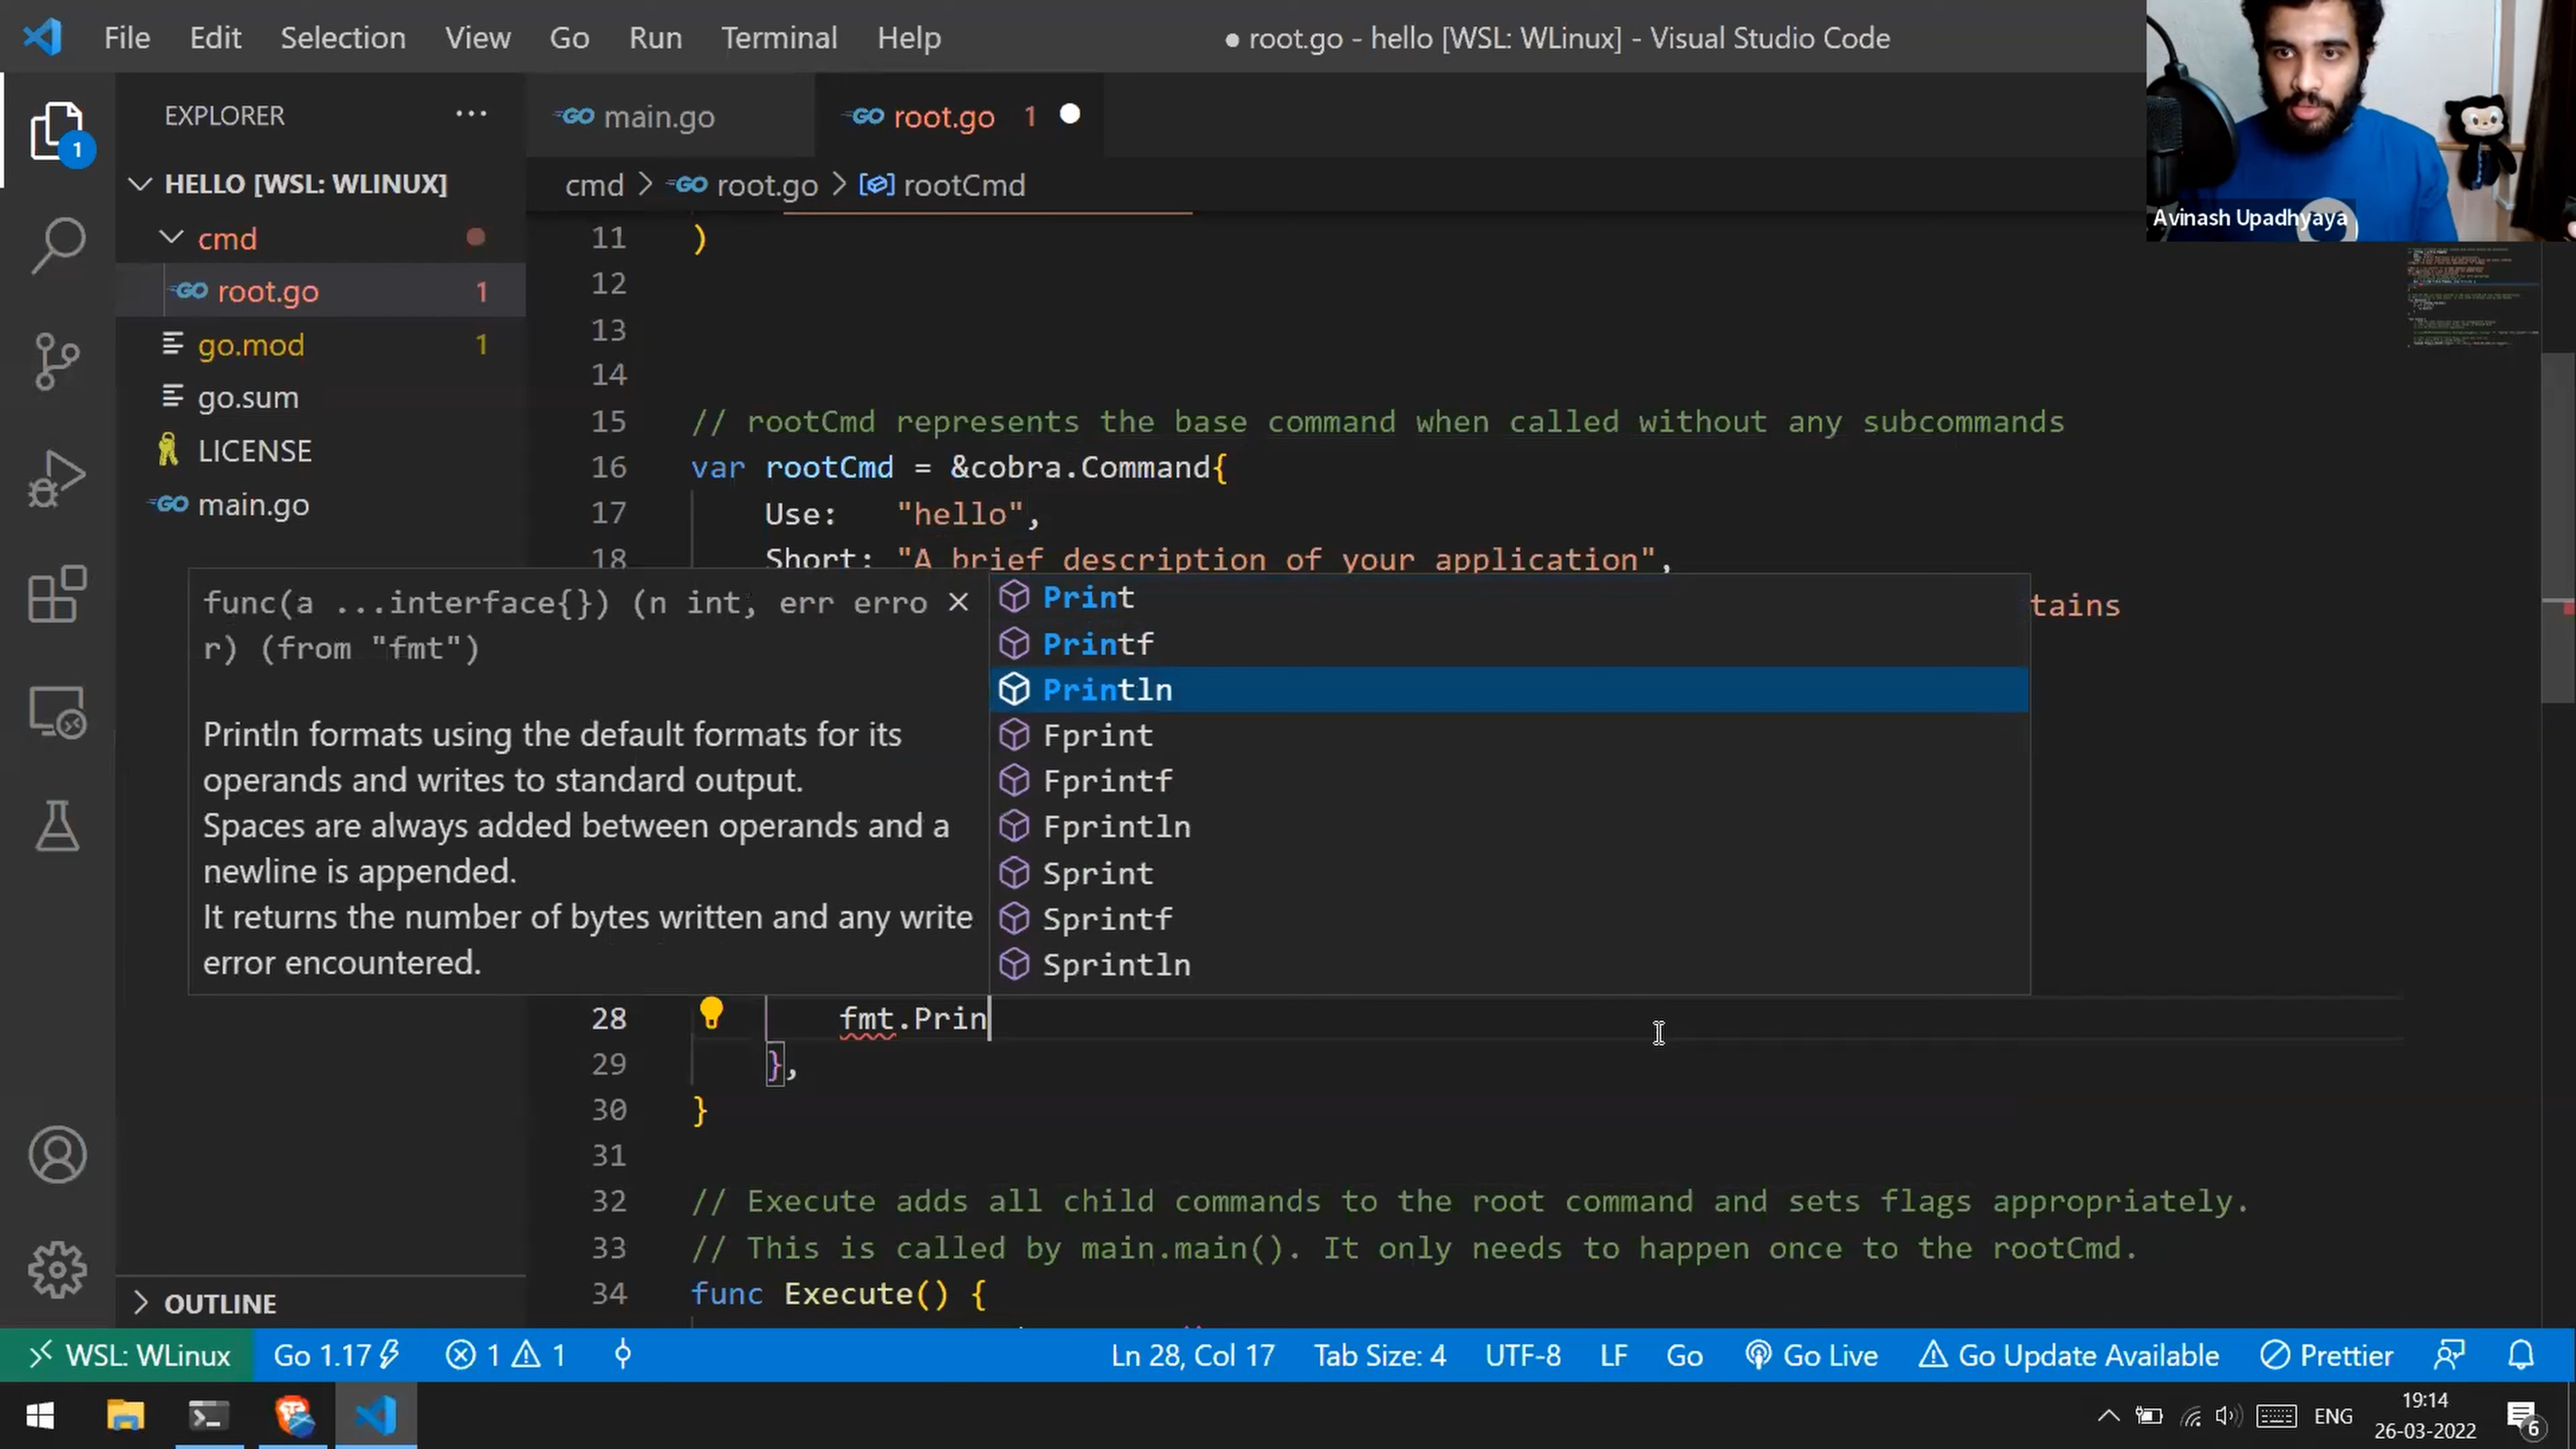 File Edit Selection View Go Run Terminal Help
● root.go - hello [WSL: WLinux] - Visual Studio Code
Avinash Upadhyaya
EXPLORER
HELLO [WSL: WLINUX]
cmd
root.go 1
go.mod 1
go.sum
LICENSE
main.go
OUTLINE
1
main.go
root.go 1
cmd > root.go > rootCmd
11 )
12
13
14
15 // rootCmd represents the base command when called without any subcommands
16 var rootCmd = &cobra.Command{
17 Use: "hello",
18 Short: "A brief description of your application",
tains
func(a ...interface{}) (n int, err erro
r) (from "fmt")
Println formats using the default formats for its
operands and writes to standard output.
Spaces are always added between operands and a
newline is appended.
It returns the number of bytes written and any write
error encountered.
Print
Printf
Println
Fprint
Fprintf
Fprintln
Sprint
Sprintf
Sprintln
28 fmt.Prin
29 },
30 }
31
32 // Execute adds all child commands to the root command and sets flags appropriately.
33 // This is called by main.main(). It only needs to happen once to the rootCmd.
34 func Execute() {
WSL: WLinux Go 1.17 1 1 Ln 28, Col 17 Tab Size: 4 UTF-8 LF Go Go Live Go Update Available Prettier
ENG
19:14
26-03-2022
6